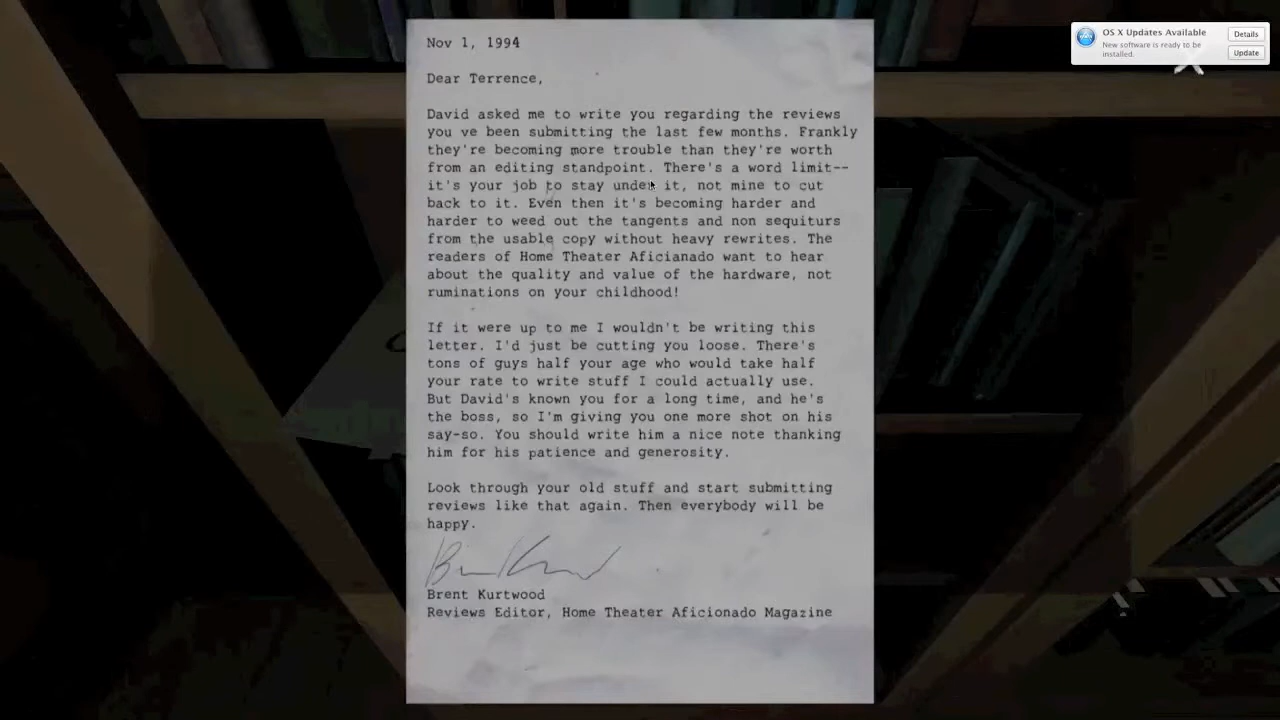 Nov 1, 1994
Dear Terrence,
David asked me to write you regarding the reviews
you ve been submitting the last few months. Frankly
they're becoming more trouble than they're worth
from an editing standpoint. There's a word limit--
it's your job to stay under it, not mine to cut
back to it. Even then it's becoming harder and
harder to weed out the tangents and non sequiturs
from the usable copy without heavy rewrites. The
readers of Home Theater Aficianado want to hear
about the quality and value of the hardware, not
ruminations on your childhood!
If it were up to me I wouldn't be writing this
letter. I'd just be cutting you loose. There's
tons of guys half your age who would take half
your rate to write stuff I could actually use.
But David's known you for a long time, and he's
the boss, so I'm giving you one more shot on his
say-so. You should write him a nice note thanking
him for his patience and generosity.
Look through your old stuff and start submitting
reviews like that again. Then everybody will be
happy.
Brent Kurtwood
Reviews Editor, Home Theater Aficionado Magazine
OS X Updates Available
New software is ready to be
installed.
Details
Update